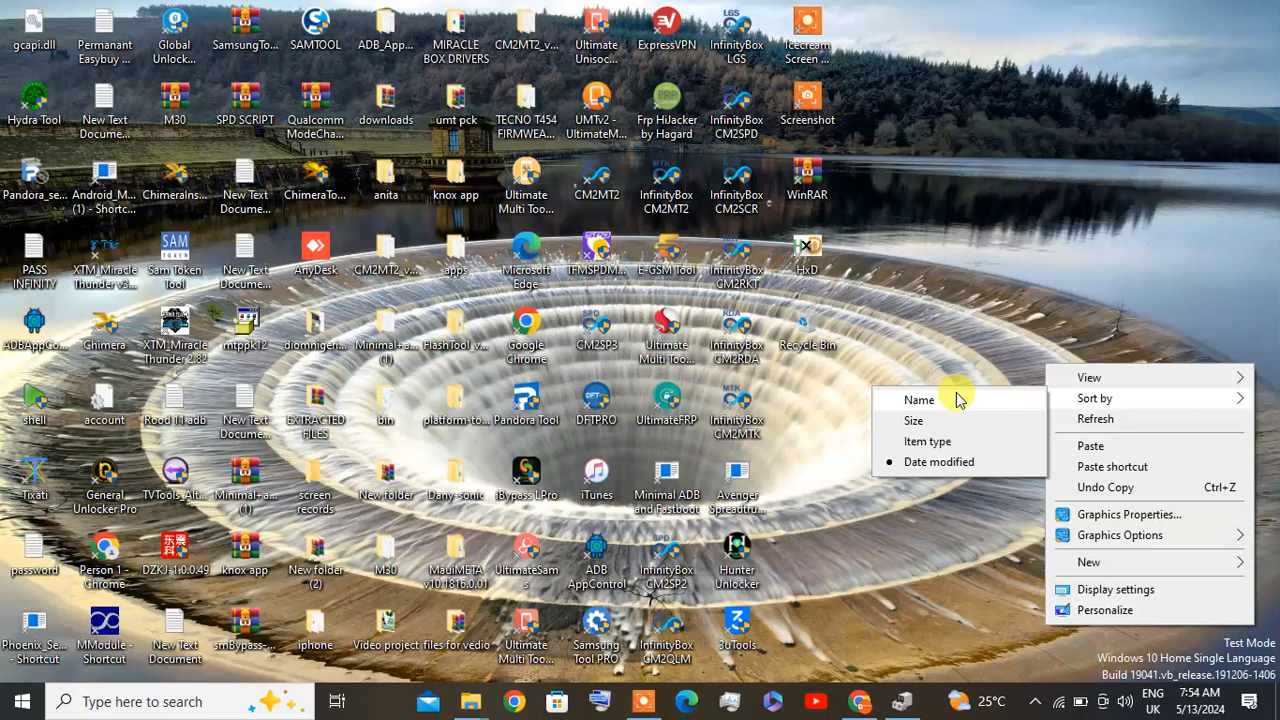 gcapi.dll
Permanant
Easybuy ...
Global
Unlock...
SamsungTo...
SAMTOOL
ADB_App...
MIRACLE
BOX DRIVERS
CM2MT2_v...
Ultimate
Unisoc...
ExpressVPN
InfinityBox
LGS
Icecream
Screen ...
Hydra Tool
New Text
Docume...
M30
SPD SCRIPT
Qualcomm
ModeCha...
downloads
umt pck
TECNO T454
FIRMWEA...
UMTv2 -
UltimateM...
Frp HiJacker
by Hagard
InfinityBox
CM2SPD
Screenshot
Pandora_se...
Android_M...
(1) - Shortc...
ChimeraIns...
New Text
Docume...
ChimeraTo...
anita
knox app
Ultimate
Multi Too...
CM2MT2
InfinityBox
CM2MT2
InfinityBox
CM2SCR
WinRAR
PASS
INFINITY
XTM_Miracle
Thunder v3...
Sam Token
Tool
New Text
Docume...
AnyDesk
CM2MT2_v...
apps
Microsoft
Edge
TFMSPDM...
E-GSM Tool
InfinityBox
CM2RKT
HxD
ADBAppCo...
Chimera
XTM_Miracle
Thunder 2.82
mtppk12
diomnigeri...
Minimal+a...
(1)
FlashTool_v...
Google
Chrome
CM2SP3
Ultimate
Multi Too...
InfinityBox
CM2RDA
Recycle Bin
shell
account
Rood 11 adb
New Text
Docume...
EXTRACTED
FILES
bin
platform-to...
Pandora Tool
DFTPRO
UltimateFRP
InfinityBox
CM2MTK
Tixati
General
Unlocker Pro
TVTools_Alt...
Minimal+a...
(1)
screen
records
New folder
Dany-sonic
iBypass LPro
iTunes
Minimal ADB
and Fastboot
Avenger
Spreadtru...
password
Person 1 -
Chrome
DZKJ-1.0.0.49
knox app
New folder
(2)
M30
MauiMETA
v10.1816.0.01
UltimateSam
s
ADB
AppControl
InfinityBox
CM2SP2
Hunter
Unlocker
Phoenix_Se...
- Shortcut
MModule -
Shortcut
New Text
Document
smBypass-...
iphone
Video project
files for vedio
Ultimate
Multi Too...
Samsung
Tool PRO
InfinityBox
CM2QLM
3uTools
View
Sort by
Refresh
Paste
Paste shortcut
Undo Copy Ctrl+Z
Graphics Properties...
Graphics Options
New
Display settings
Personalize
Name
Size
Item type
Date modified
Test Mode
Windows 10 Home Single Language
Build 19041.vb_release.191206-1406
Type here to search
25°C
ENG
UK
7:54 AM
5/13/2024